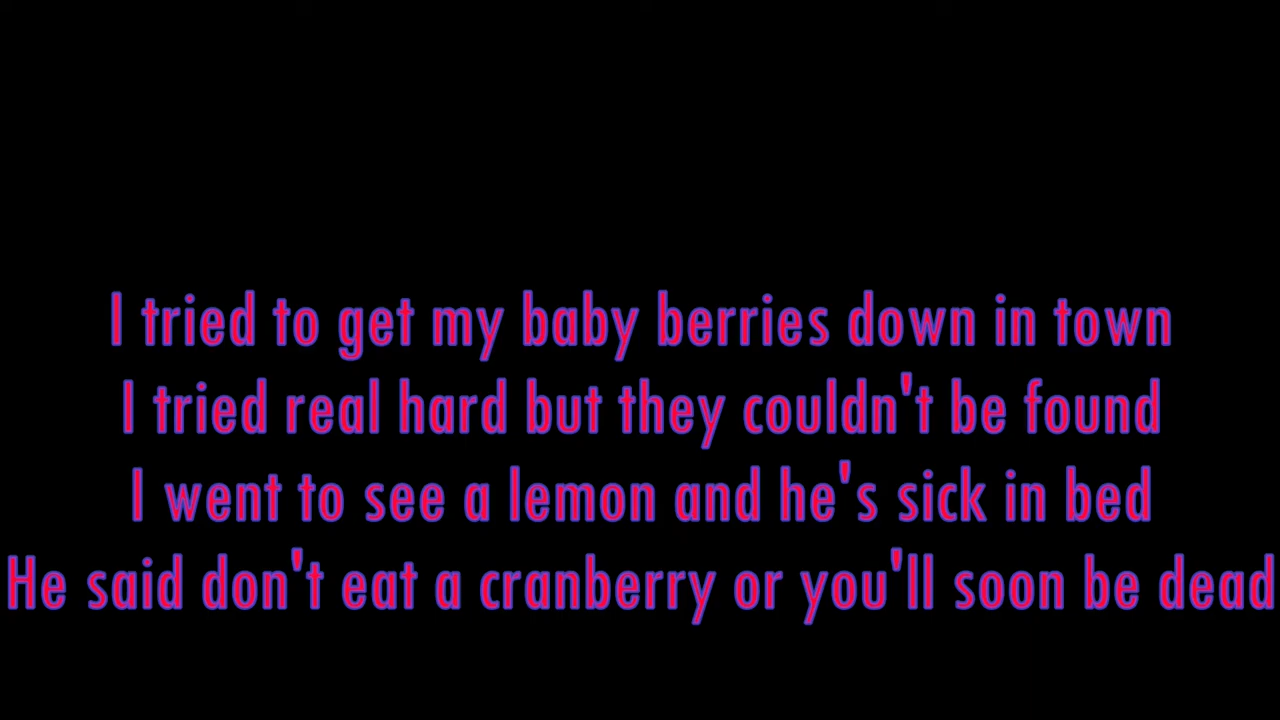 I tried to get my baby berries down in town
I tried real hard but they couldn't be found
I went to see a lemon and he's sick in bed
He said don't eat a cranberry or you'll soon be dead